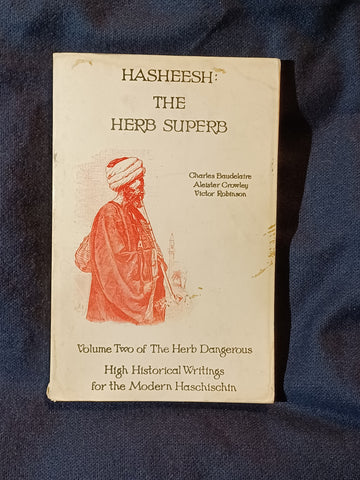 HASHEESH:
THE
HERB SUPERB
Charles Baudelaire
Aleister Crowley
Victor Robinson
Volume Two of The Herb Dangerous
High Historical Writings
for the Modern Haschischin